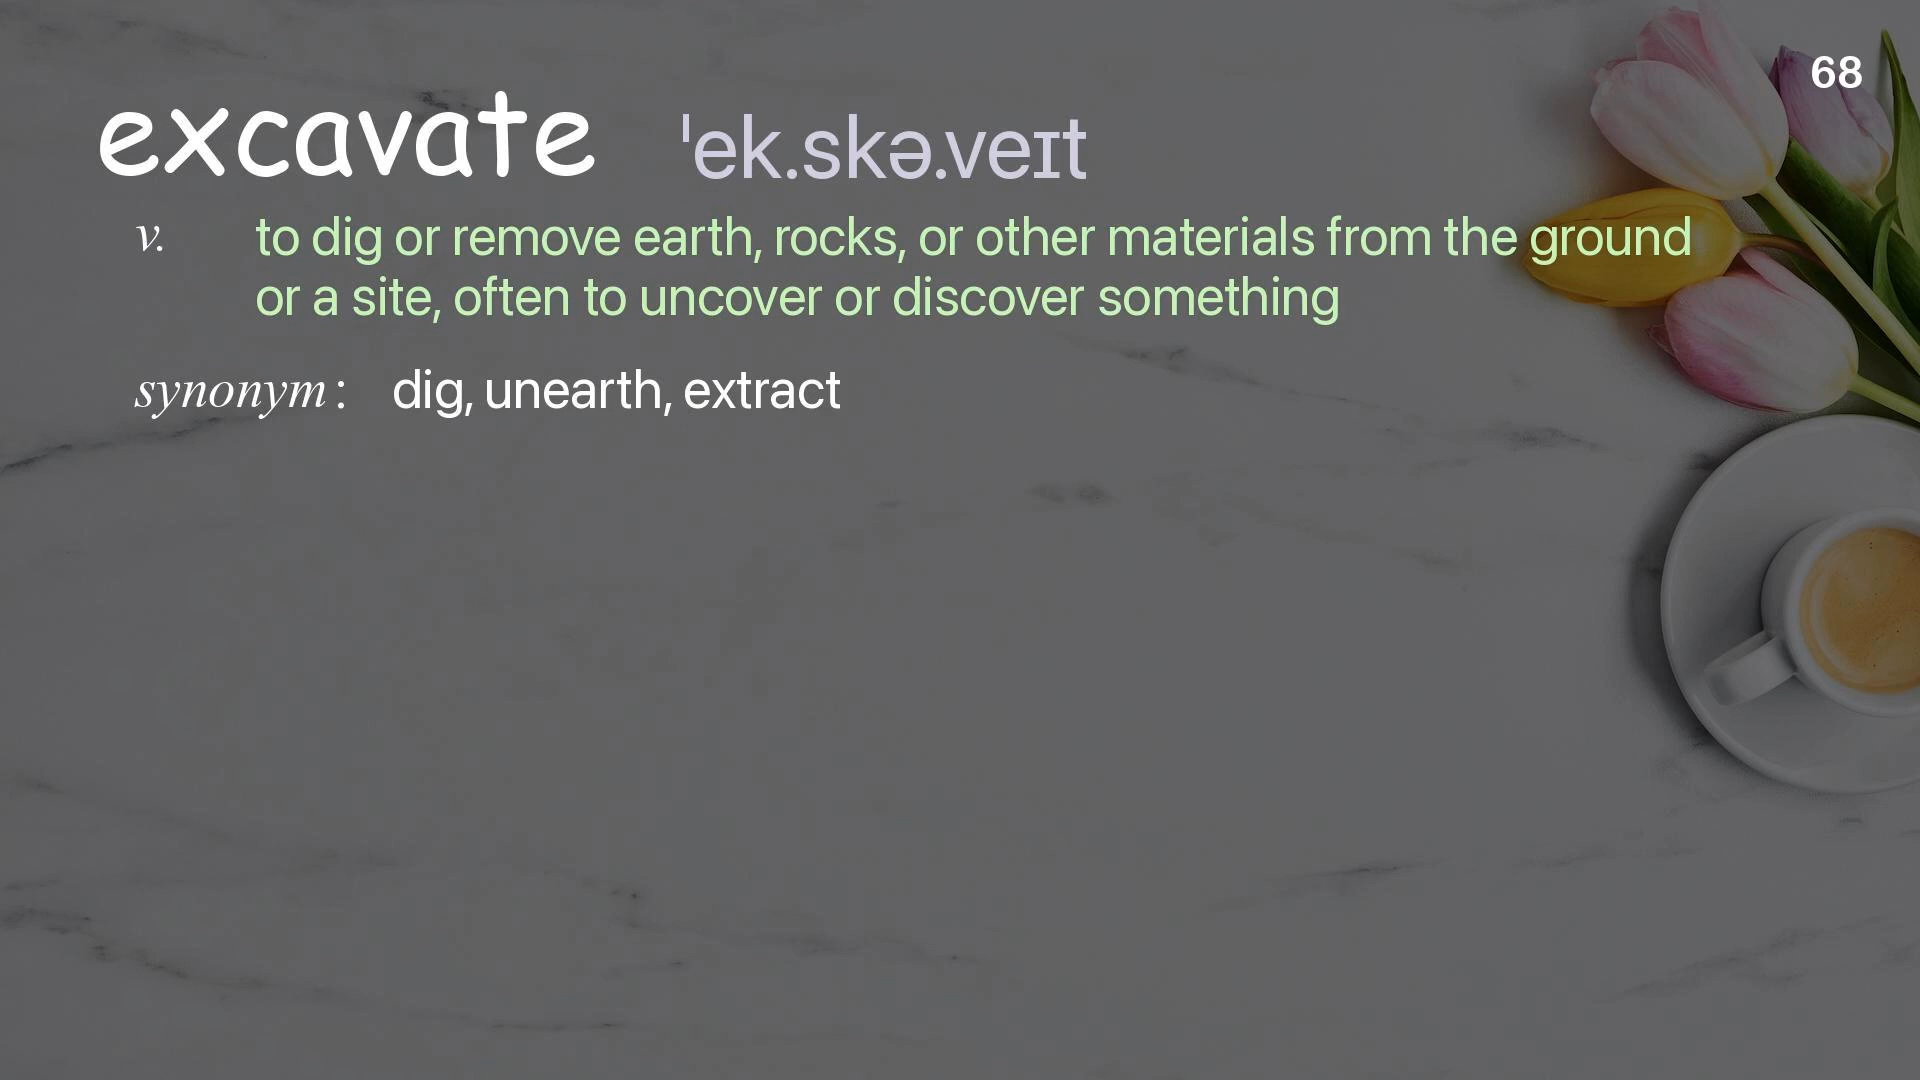 68
excavate ˈek.skə.veɪt
v. to dig or remove earth, rocks, or other materials from the ground
or a site, often to uncover or discover something
synonym: dig, unearth, extract